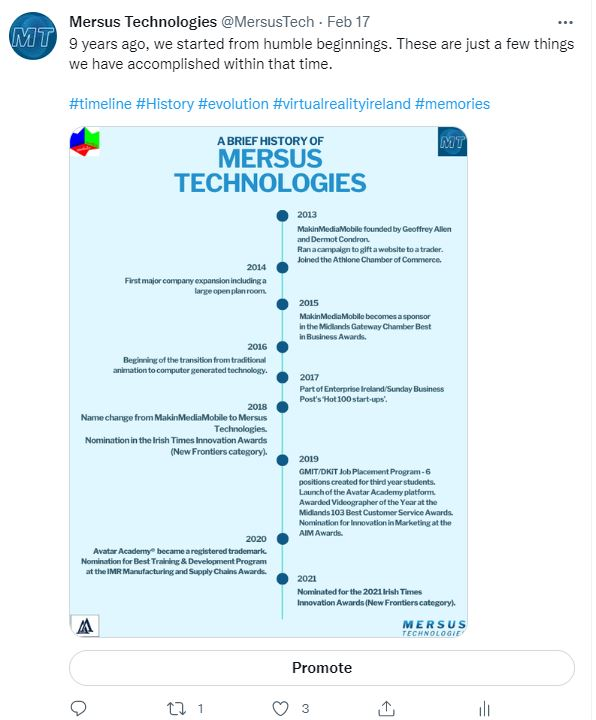 Mersus Technologies @MersusTech · Feb 17
9 years ago, we started from humble beginnings. These are just a few things
we have accomplished within that time.
#timeline #History #evolution #virtualrealityireland #memories
MT
MT
A BRIEF HISTORY OF
MERSUS
TECHNOLOGIES
2013
MakinMediaMobile founded by Geoffrey Allen
and Dermot Condron.
Ran a campaign to gift a website to a trader.
Joined the Athlone Chamber of Commerce.
2014
First major company expansion including a
large open plan room.
2015
MakinMediaMobile becomes a sponsor
in the Midlands Gateway Chamber Best
in Business Awards.
2016
Beginning of the transition from traditional
animation to computer generated technology.
2017
Part of Enterprise Ireland/Sunday Business
Post's 'Hot 100 start-ups'.
2018
Name change from MakinMediaMobile to Mersus
Technologies.
Nomination in the Irish Times Innovation Awards
(New Frontiers category).
2019
GMIT/DKiT Job Placement Program - 6
positions created for third year students.
Launch of the Avatar Academy platform.
Awarded Videographer of the Year at the
Midlands 103 Best Customer Service Awards.
Nomination for Innovation in Marketing at the
AIM Awards.
2020
Avatar Academy® became a registered trademark.
Nomination for Best Training & Development Program
at the IMR Manufacturing and Supply Chains Awards.
2021
Nominated for the 2021 Irish Times
Innovation Awards (New Frontiers category).
MERSUS
TECHNOLOGIES
Promote
1
3